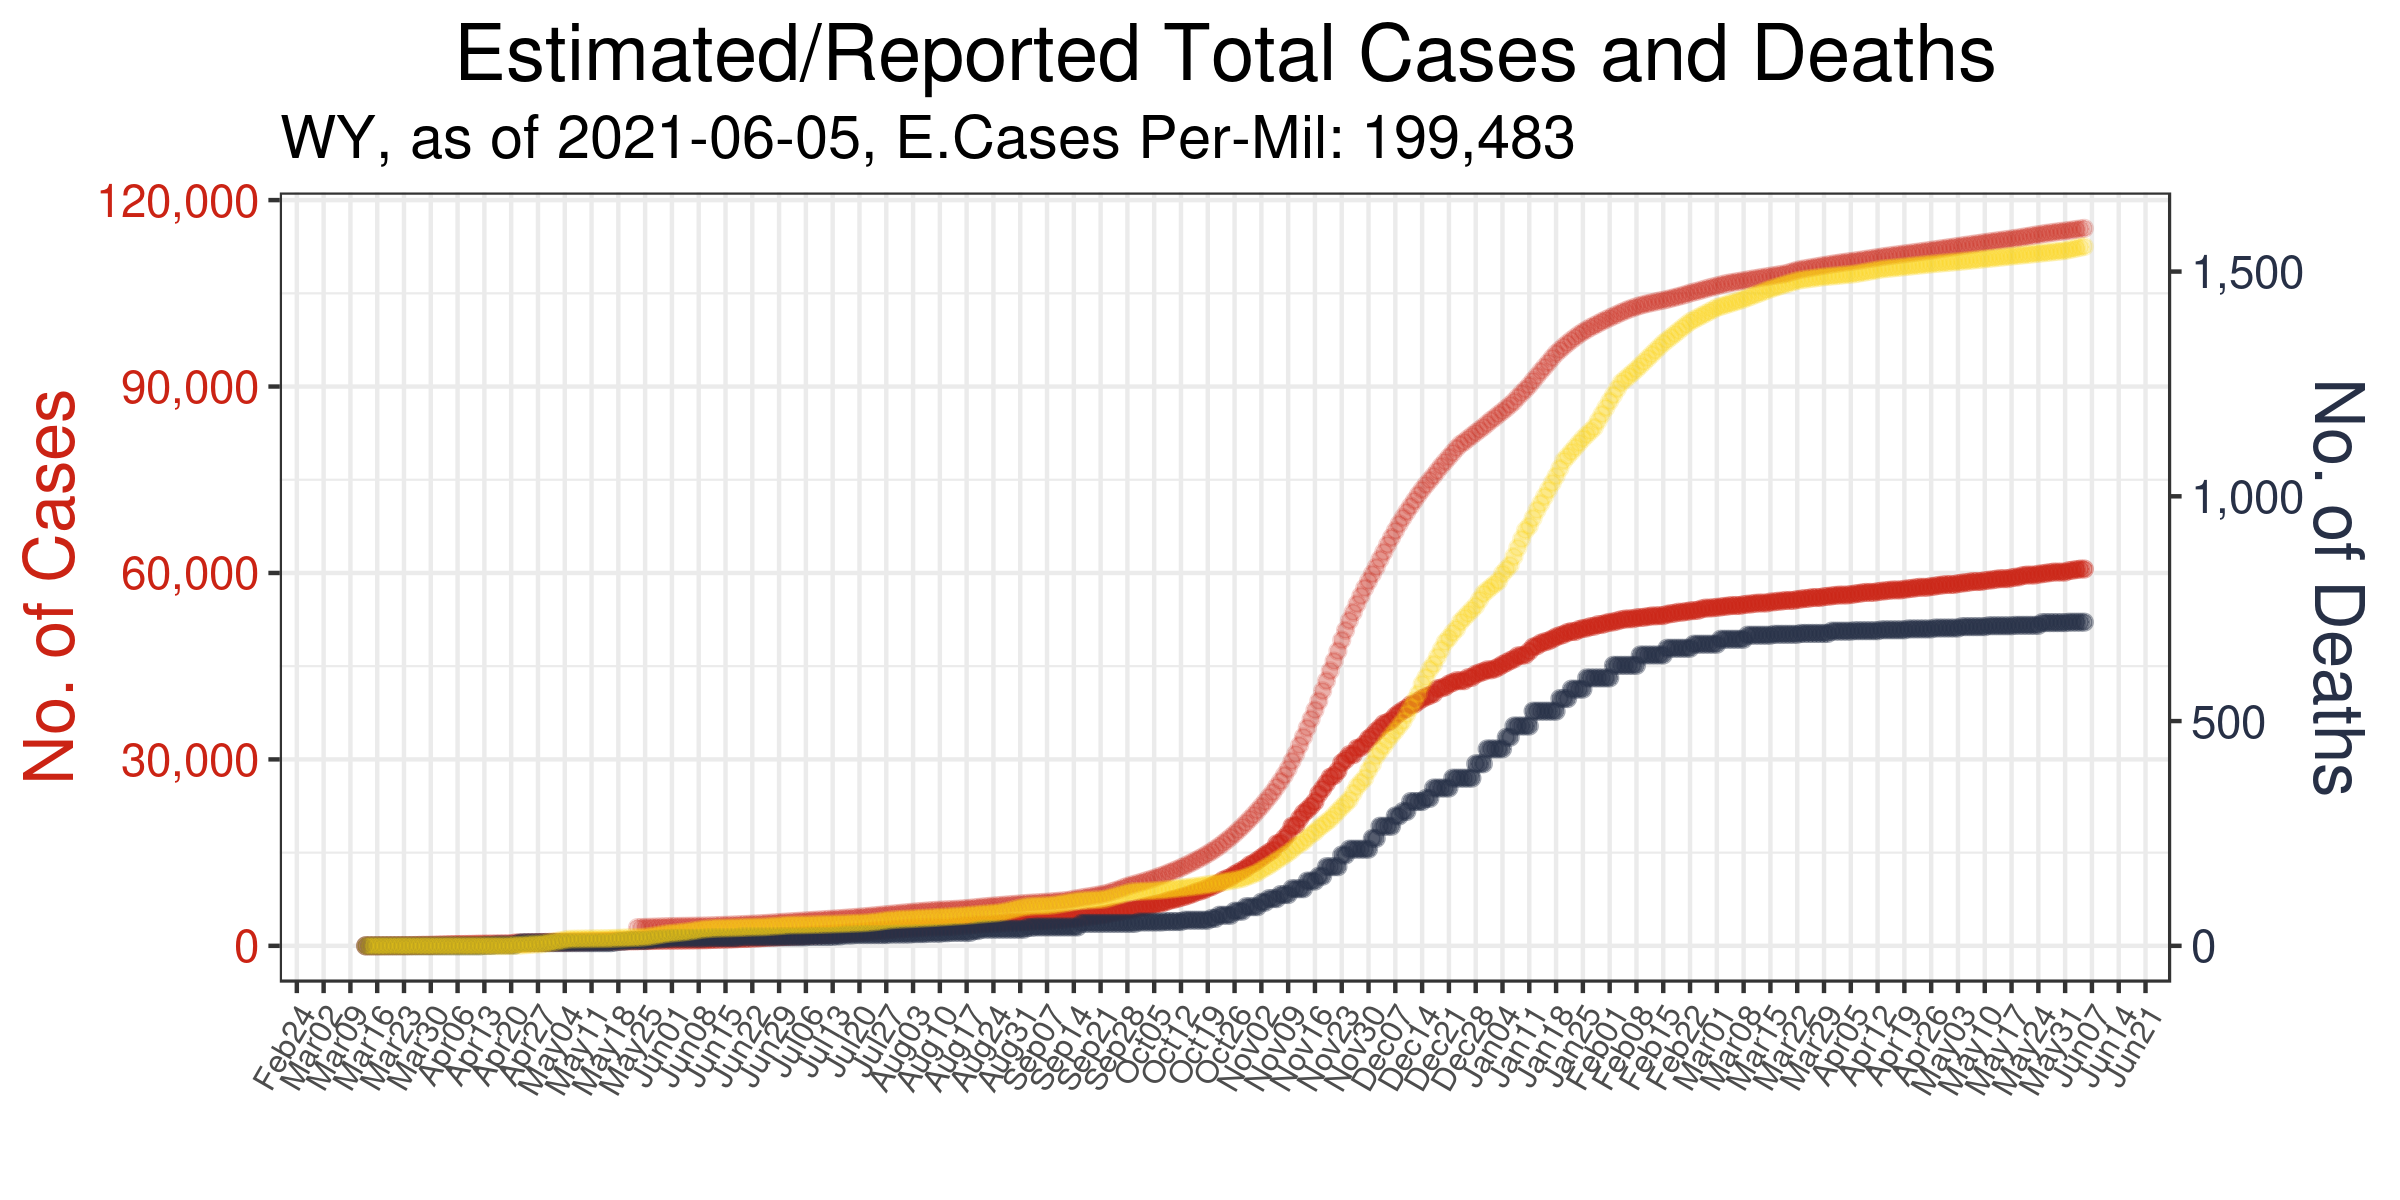 Estimated/Reported Total Cases and Deaths
WY, as of 2021-06-05, E.Cases Per-Mil: 199,483
No. of Cases
120,000
90,000
60,000
30,000
0
1,500
1,000
500
0
No. of Deaths
Feb24
Mar02
Mar09
Mar16
Mar23
Mar30
Apr06
Apr13
Apr20
Apr27
May04
May11
May18
May25
Jun01
Jun08
Jun15
Jun22
Jun29
Jul06
Jul13
Jul20
Jul27
Aug03
Aug10
Aug17
Aug24
Aug31
Sep07
Sep14
Sep21
Sep28
Oct05
Oct12
Oct19
Oct26
Nov02
Nov09
Nov16
Nov23
Nov30
Dec07
Dec14
Dec21
Dec28
Jan04
Jan11
Jan18
Jan25
Feb01
Feb08
Feb15
Feb22
Mar01
Mar08
Mar15
Mar22
Mar29
Apr05
Apr12
Apr19
Apr26
May03
May10
May17
May24
May31
Jun07
Jun14
Jun21